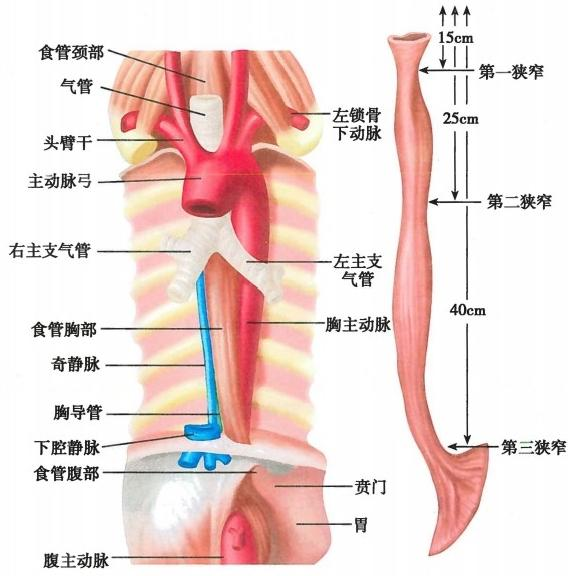 食管颈部
气管
头臂干
主动脉弓
右主支气管
食管胸部
奇静脉
胸导管
下腔静脉
食管腹部
腹主动脉
左锁骨
下动脉
左主支
气管
胸主动脉
贲门
胃
15cm
第一狭窄
25cm
第二狭窄
40cm
第三狭窄